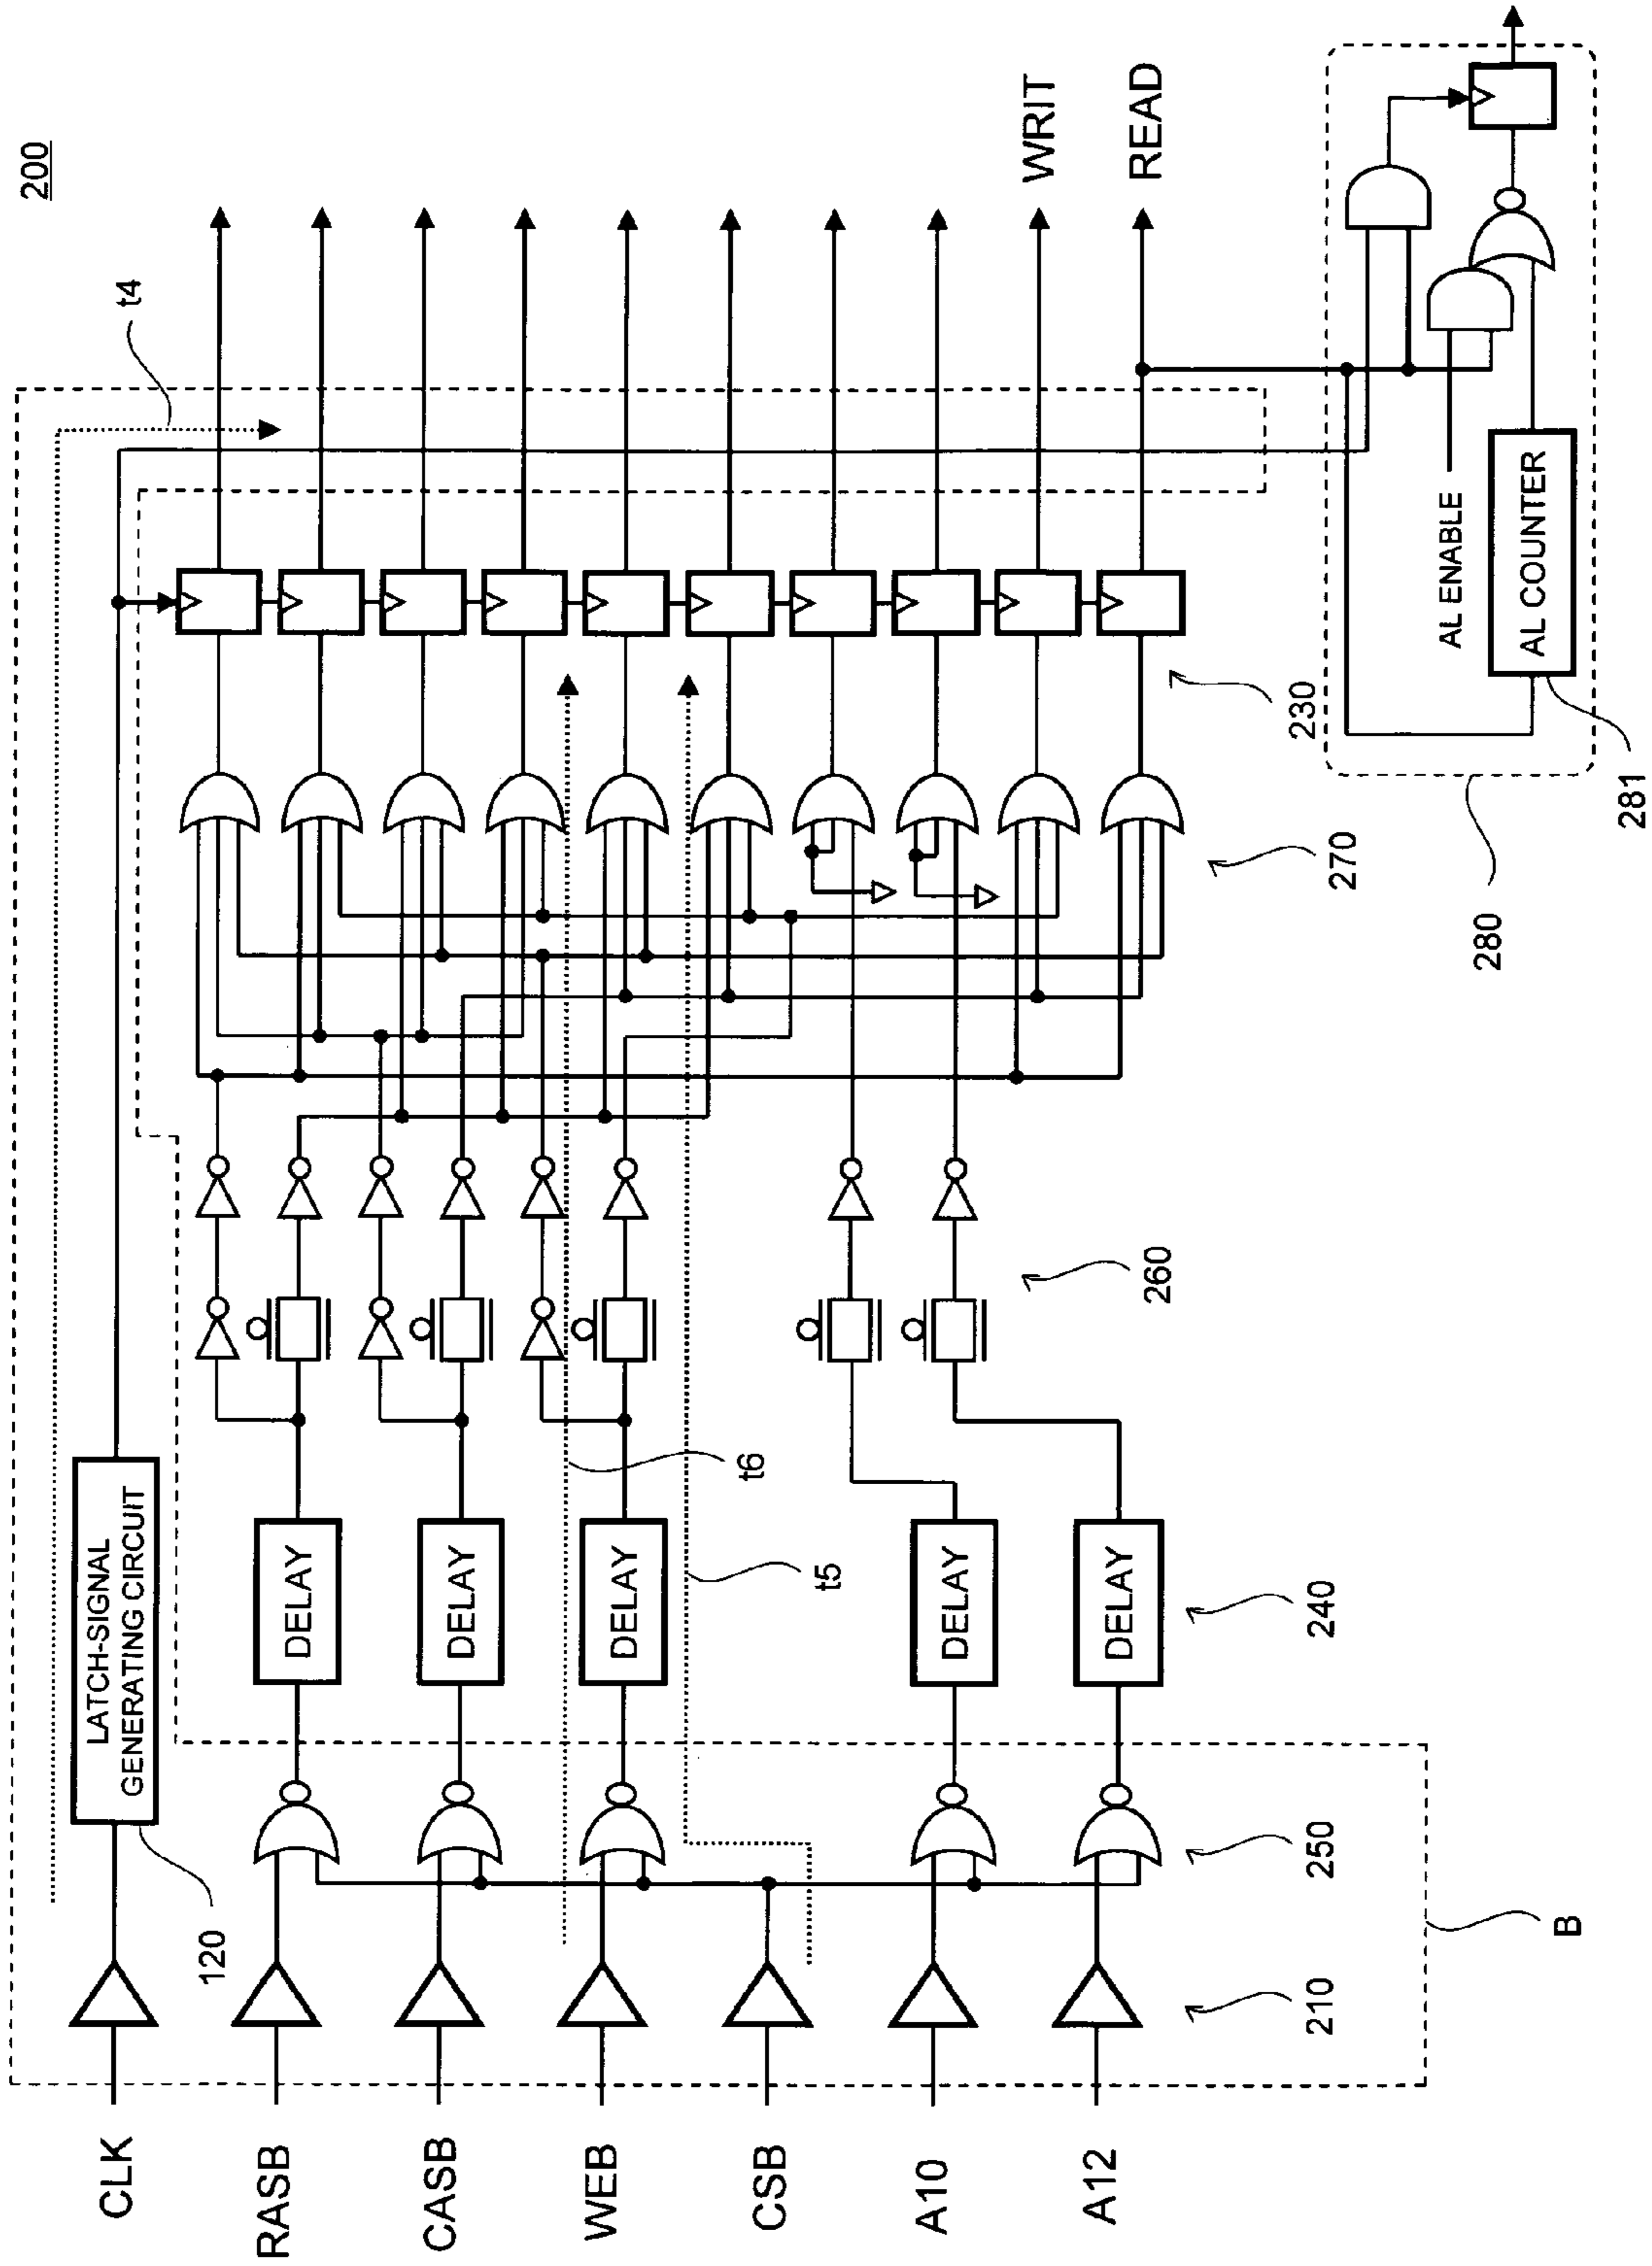 200
t4
WRIT
READ
CLK
RASB
CASB
WEB
CSB
A10
A12
LATCH-SIGNAL
GENERATING CIRCUIT
120
DELAY
DELAY
DELAY
DELAY
DELAY
t6
t5
210
250
240
260
270
230
B
AL ENABLE
AL COUNTER
280
281